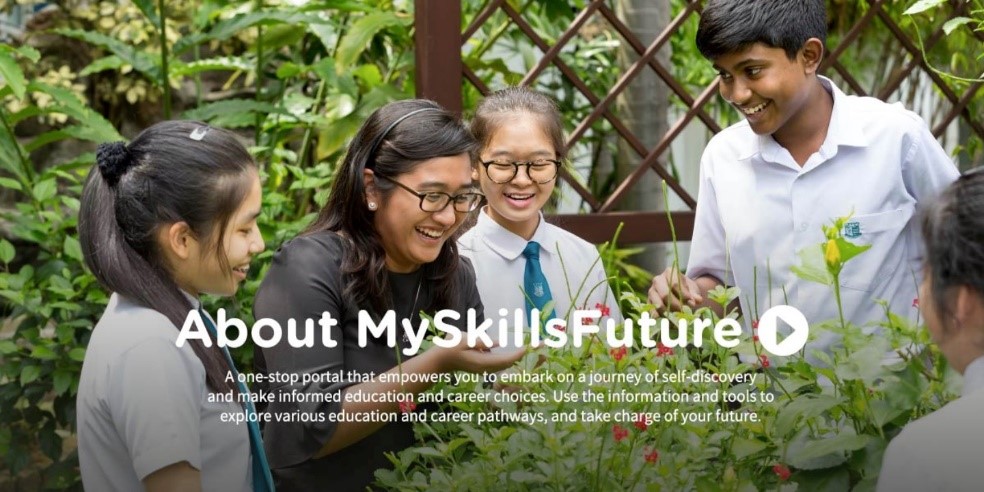 About MySkillsFuture
A one-stop portal that empowers you to embark on a journey of self-discovery
and make informed education and career choices. Use the information and tools to
explore various education and career pathways, and take charge of your future.